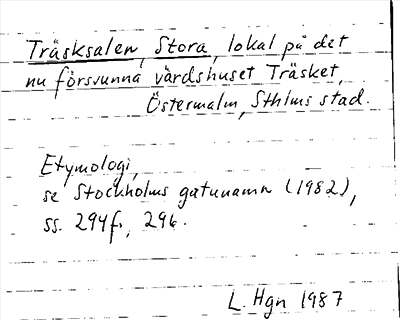 Träsksalen, Stora, lokal på det
nu försvunna värdshuset Träsket,
Östermalm, Sthlms stad.
Etymologi,
se Stockholms gatunamn (1982),
ss. 294f., 296.
L. Hgn 1987